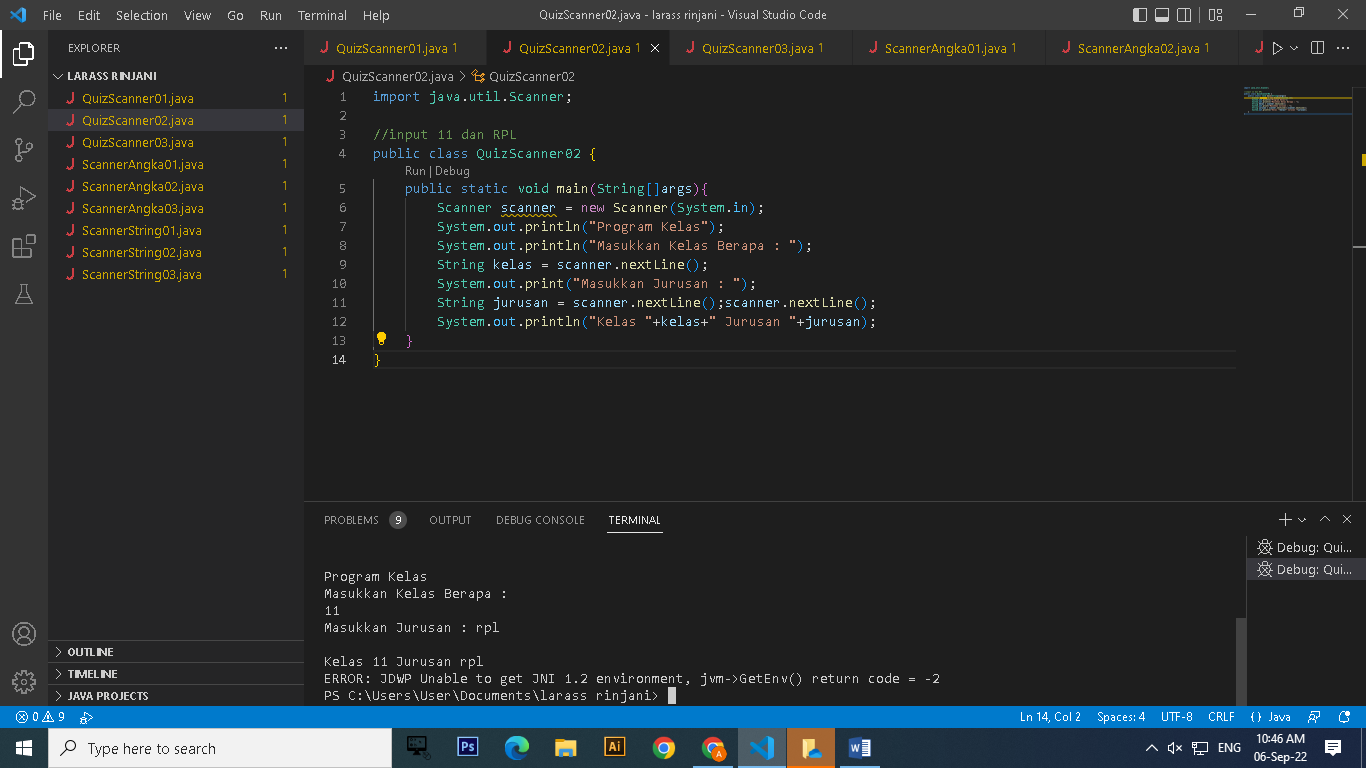 File Edit Selection View Go Run Terminal Help
QuizScanner02.java - larass rinjani - Visual Studio Code
EXPLORER
LARASS RINJANI
QuizScanner01.java 1
QuizScanner02.java 1
QuizScanner03.java 1
ScannerAngka01.java 1
ScannerAngka02.java 1
ScannerAngka03.java 1
ScannerString01.java 1
ScannerString02.java 1
ScannerString03.java 1
OUTLINE
TIMELINE
JAVA PROJECTS
QuizScanner01.java 1
QuizScanner02.java 1
QuizScanner03.java 1
ScannerAngka01.java 1
ScannerAngka02.java 1
QuizScanner02.java > QuizScanner02
1 import java.util.Scanner;
2
3 //input 11 dan RPL
4 public class QuizScanner02 {
Run | Debug
5 public static void main(String[]args){
6 Scanner scanner = new Scanner(System.in);
7 System.out.println("Program Kelas");
8 System.out.println("Masukkan Kelas Berapa : ");
9 String kelas = scanner.nextLine();
10 System.out.print("Masukkan Jurusan : ");
11 String jurusan = scanner.nextLine();scanner.nextLine();
12 System.out.println("Kelas "+kelas+" Jurusan "+jurusan);
13 }
14 }
PROBLEMS 9 OUTPUT DEBUG CONSOLE TERMINAL
Program Kelas
Masukkan Kelas Berapa :
11
Masukkan Jurusan : rpl
Kelas 11 Jurusan rpl
ERROR: JDWP Unable to get JNI 1.2 environment, jvm->GetEnv() return code = -2
PS C:\Users\User\Documents\larass rinjani>
Debug: Qui...
Debug: Qui...
0 9
Ln 14, Col 2 Spaces: 4 UTF-8 CRLF {} Java
Type here to search
Ps
Ai
A
W
ENG
10:46 AM
06-Sep-22